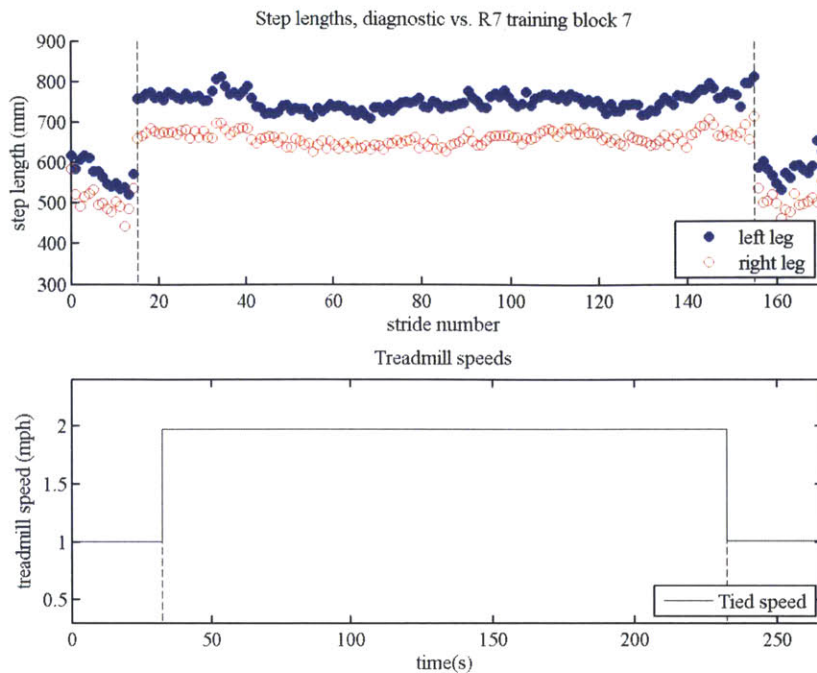 Step lengths, diagnostic vs. R7 training block 7
900
800
700
600
500
400
300
step length (mm)
left leg
right leg
0 20 40 60 80 100 120 140 160
stride number
Treadmill speeds
2
1.5
1
0.5
treadmill speed (mph)
Tied speed
0 50 100 150 200 250
time(s)